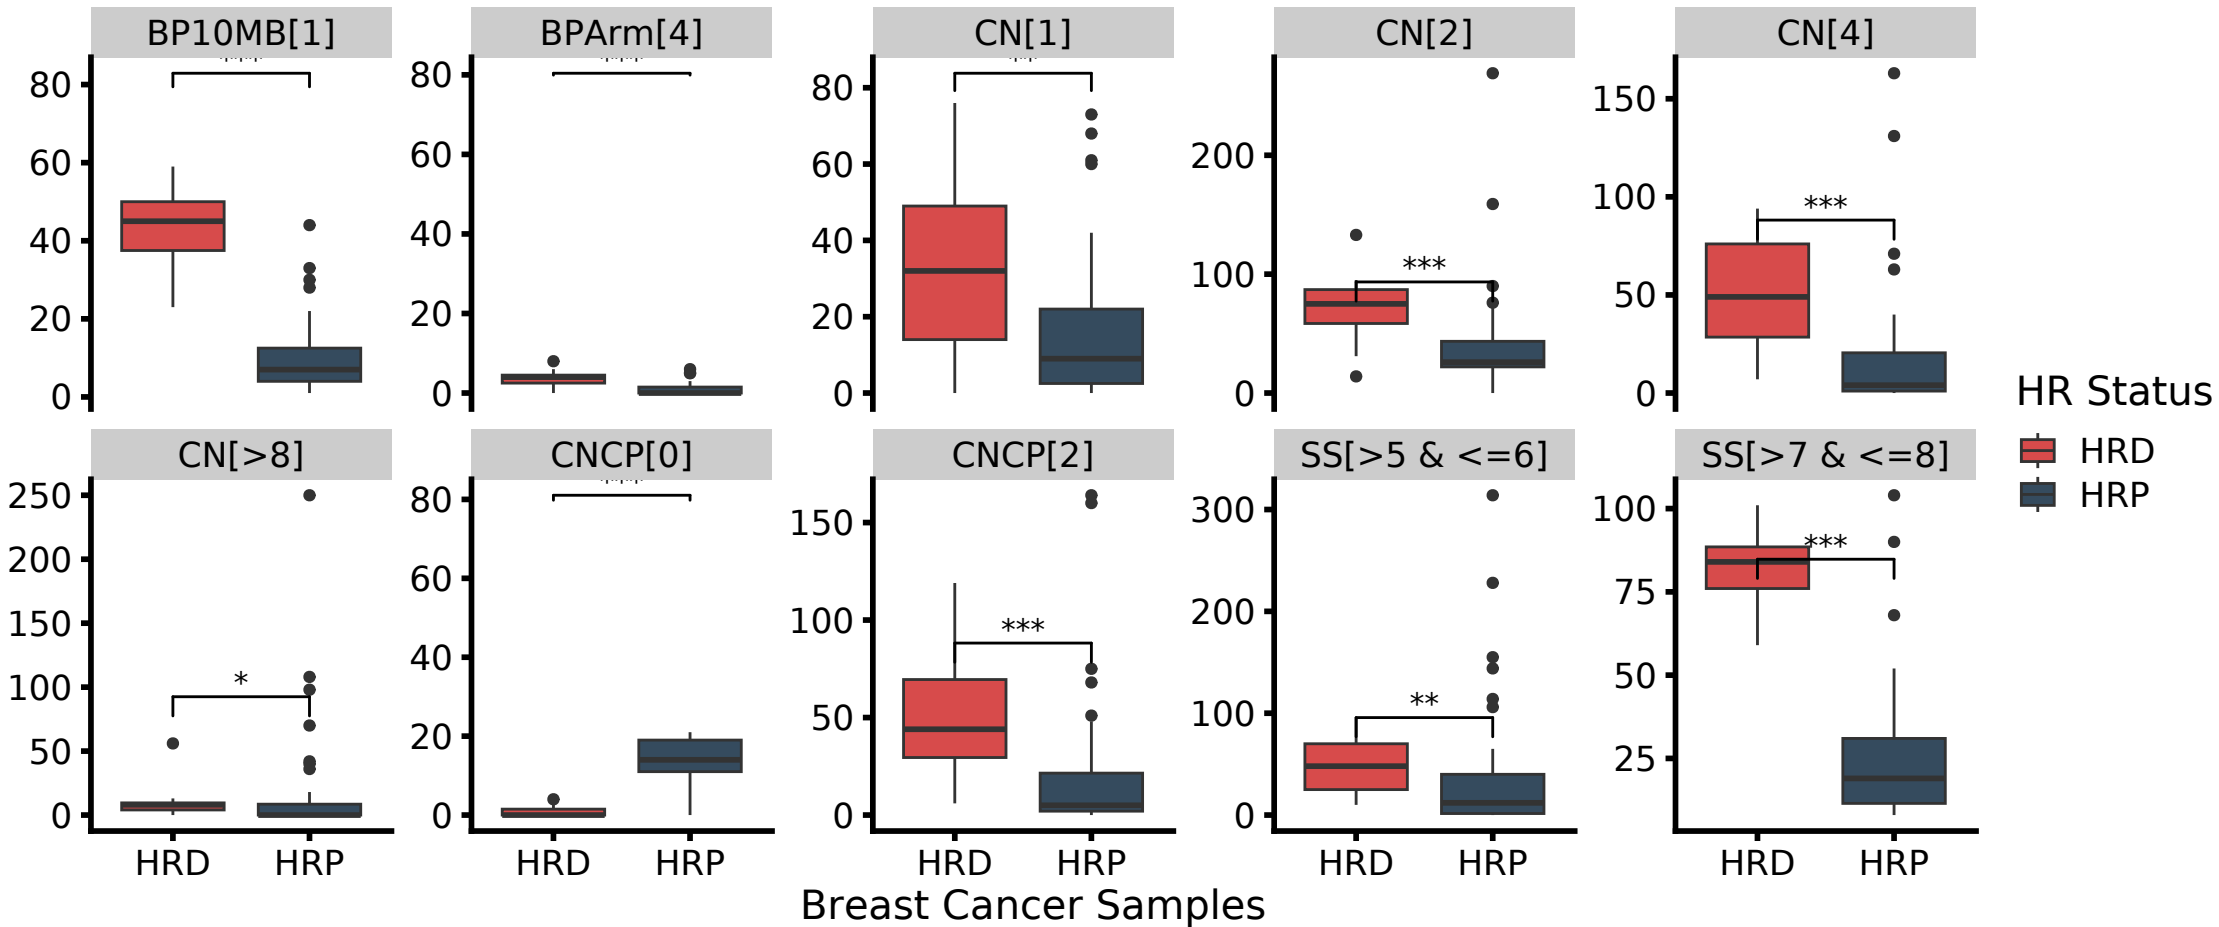 BP10MB[1] BPArm[4] CN[1] CN[2] CN[4]
80 60 40 20 0
80 60 40 20 0
80 60 40 20 0
200 100 0
*** 
150 100 50 0
***
CN[>8] CNCP[0] CNCP[2] SS[>5 & <=6] SS[>7 & <=8]
250 200 150 100 50 0
*
80 60 40 20 0
150 100 50 0
***
300 200 100 0
**
100 75 50 25
***
HRD HRP HRD HRP HRD HRP HRD HRP HRD HRP
Breast Cancer Samples
HR Status
HRD
HRP